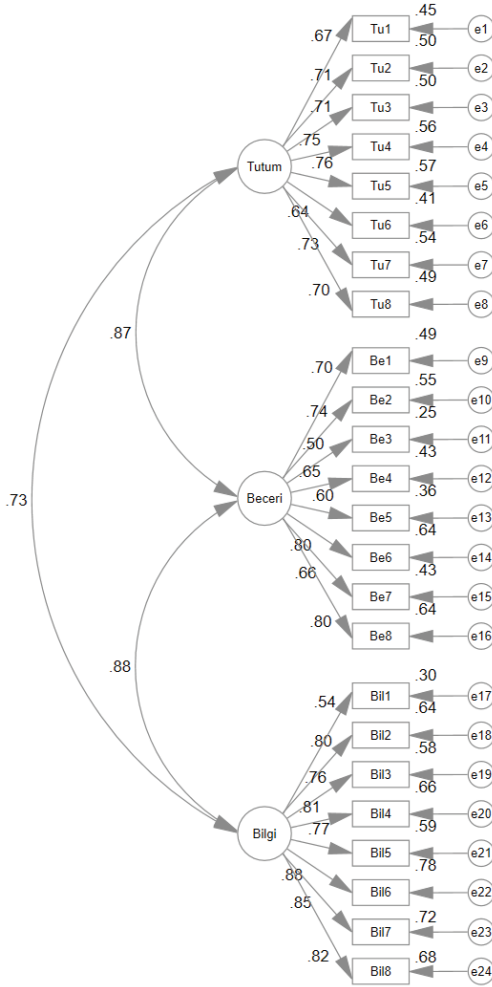 .45
.67 Tu1 .50 e1
.71 Tu2 .50 e2
.71 Tu3 e3
.75 .56
Tu4 e4
Tutum .76 .57
Tu5 .41 e5
.64 Tu6 .54 e6
.73 Tu7 .49 e7
.70 Tu8 e8
.87
.49
.70 Be1 e9
.55
.74 Be2 .25 e10
.50 Be3 .43 e11
.65 Be4 .36 e12
.73 Beceri .60
Be5 .64 e13
.80 Be6 .43 e14
.66 Be7 .64 e15
.80 Be8 e16
.88
.30
.54 Bil1 .64 e17
.80 Bil2 .58 e18
.76 Bil3 .66 e19
.81 Bil4 .59 e20
Bilgi .77 Bil5 .78 e21
.88 Bil6 e22
.85 .72
Bil7 e23
.82 .68
Bil8 e24